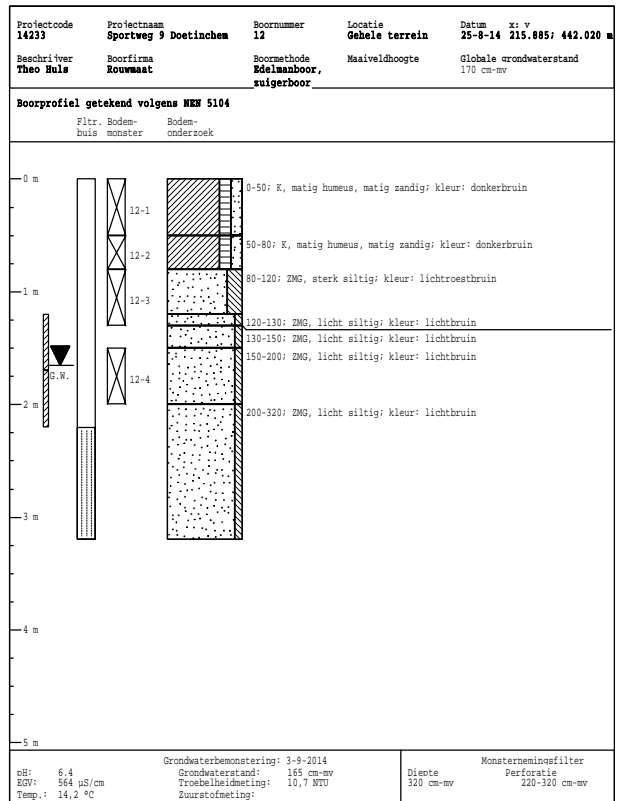 Projectcode Projectnaam Boornummer Locatie Datum x: y
14233 Sportweg 9 Doetinchem 12 Gehele terrein 25-8-14 215.885; 442.020 m
Beschrijver Boorfirma Boormethode Maaiveldhoogte Globale grondwaterstand
Theo Huls Rouwmaat Edelmanboor, 170 cm-mv
zuigerboor
Boorprofiel getekend volgens NEN 5104
Fltr. Bodem- Bodem-
buis monster onderzoek
0 m
0-50; K, matig humeus, matig zandig; kleur: donkerbruin
12-1
50-80; K, matig humeus, matig zandig; kleur: donkerbruin
12-2
80-120; ZMG, sterk siltig; kleur: lichtroestbruin
1 m
12-3
120-130; ZMG, licht siltig; kleur: lichtbruin
130-150; ZMG, licht siltig; kleur: lichtbruin
150-200; ZMG, licht siltig; kleur: lichtbruin
G.W.
12-4
2 m
200-320; ZMG, licht siltig; kleur: lichtbruin
3 m
4 m
5 m
Grondwaterbemonstering: 3-9-2014 Monsternemingsfilter
pH: 6.4 Grondwaterstand: 165 cm-mv Diepte Perforatie
EGV: 564 µS/cm Troebelheidmeting: 10,7 NTU 320 cm-mv 220-320 cm-mv
Temp.: 14,2 ºC Zuurstofmeting: